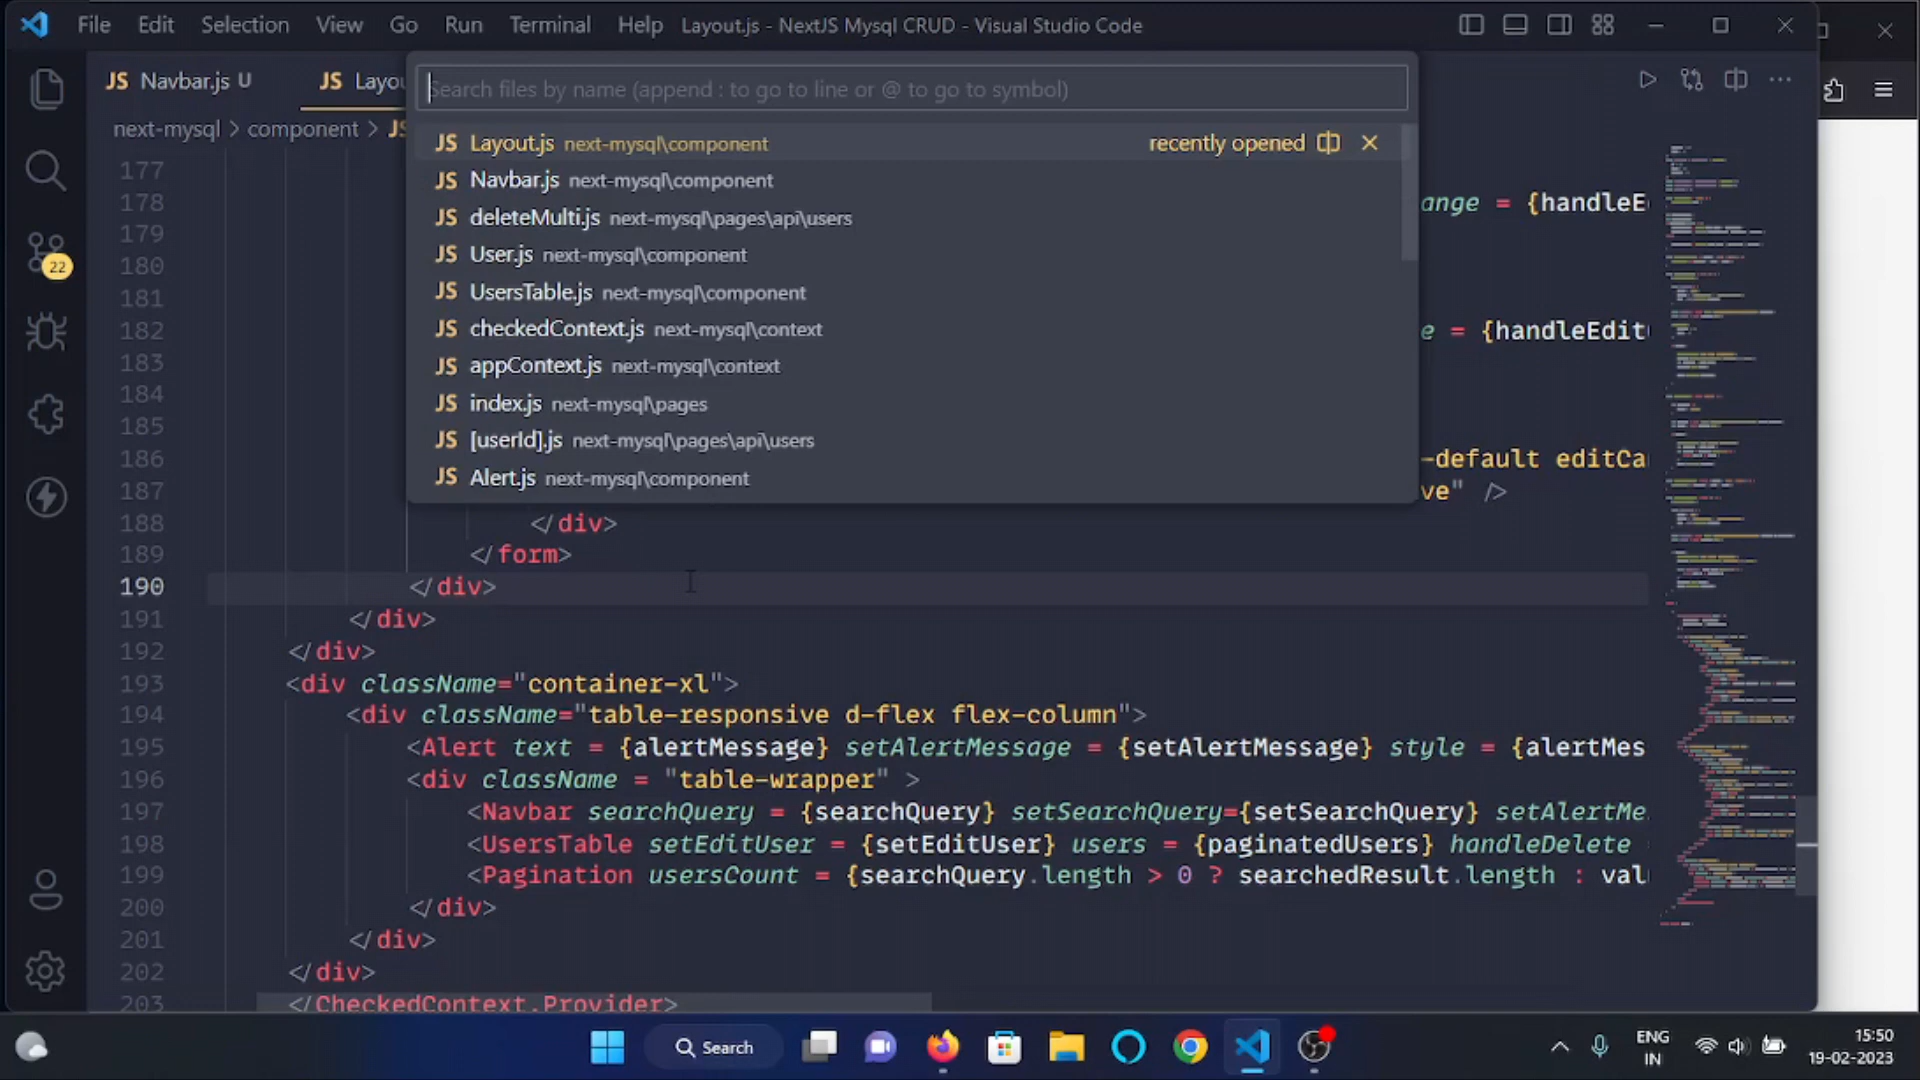 File Edit Selection View Go Run Terminal Help Layout.js - NextJS Mysql CRUD - Visual Studio Code
JS Navbar.js U JS Layou
next-mysql > component > JS
Search files by name (append : to go to line or @ to go to symbol)
JS Layout.js next-mysql\component recently opened
JS Navbar.js next-mysql\component
JS deleteMulti.js next-mysql\pages\api\users
JS User.js next-mysql\component
JS UsersTable.js next-mysql\component
JS checkedContext.js next-mysql\context
JS appContext.js next-mysql\context
JS index.js next-mysql\pages
JS [userId].js next-mysql\pages\api\users
JS Alert.js next-mysql\component
22
177
178 ange = {handleE
179
180
181
182 e = {handleEdit
183
184
185
186 -default editCa
187 ve" />
188 </div>
189 </form>
190 </div>
191 </div>
192 </div>
193 <div className="container-xl">
194 <div className="table-responsive d-flex flex-column">
195 <Alert text = {alertMessage} setAlertMessage = {setAlertMessage} style = {alertMes
196 <div className = "table-wrapper" >
197 <Navbar searchQuery = {searchQuery} setSearchQuery={setSearchQuery} setAlertMe
198 <UsersTable setEditUser = {setEditUser} users = {paginatedUsers} handleDelete
199 <Pagination usersCount = {searchQuery.length > 0 ? searchedResult.length : val
200 </div>
201 </div>
202 </div>
203 </CheckedContext.Provider>
Search
ENG
IN
15:50
19-02-2023